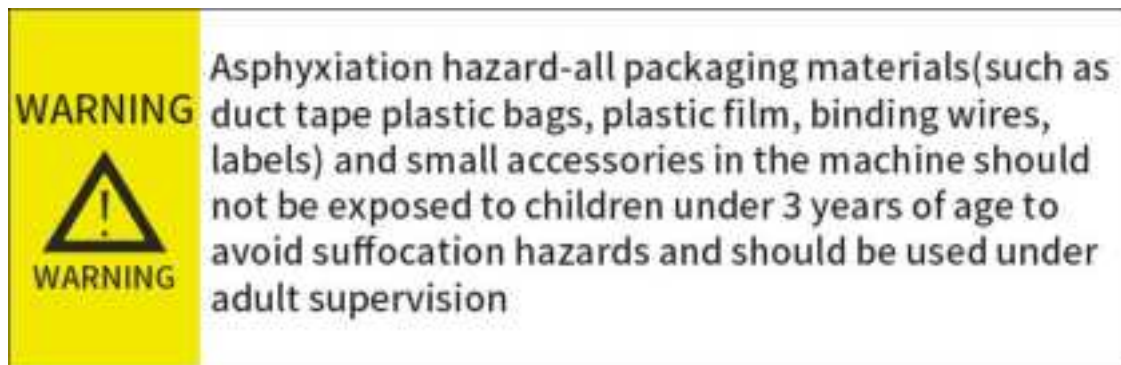 WARNING
!
WARNING
Asphyxiation hazard-all packaging materials(such as
duct tape plastic bags, plastic film, binding wires,
labels) and small accessories in the machine should
not be exposed to children under 3 years of age to
avoid suffocation hazards and should be used under
adult supervision